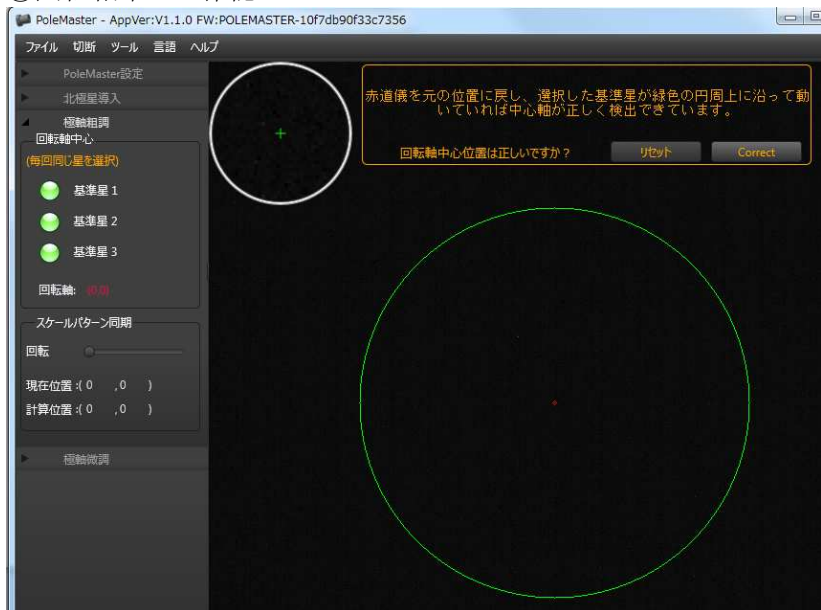 PoleMaster - AppVer:V1.1.0 FW:POLEMASTER-10f7db90f33c7356
ファイル 切断 ツール 言語 ヘルプ
PoleMaster設定
北極星導入
極軸粗調
回転軸中心
(毎回同じ星を選択)
基準星 1
基準星 2
基準星 3
回転軸: (0,0)
スケールパターン同期
回転
現在位置 :( 0 ,0 )
計算位置 :( 0 ,0 )
極軸微調
赤道儀を元の位置に戻し、選択した基準星が緑色の円周上に沿って動
いていれば中心軸が正しく検出できています。
回転軸中心位置は正しいですか？ リセット Correct